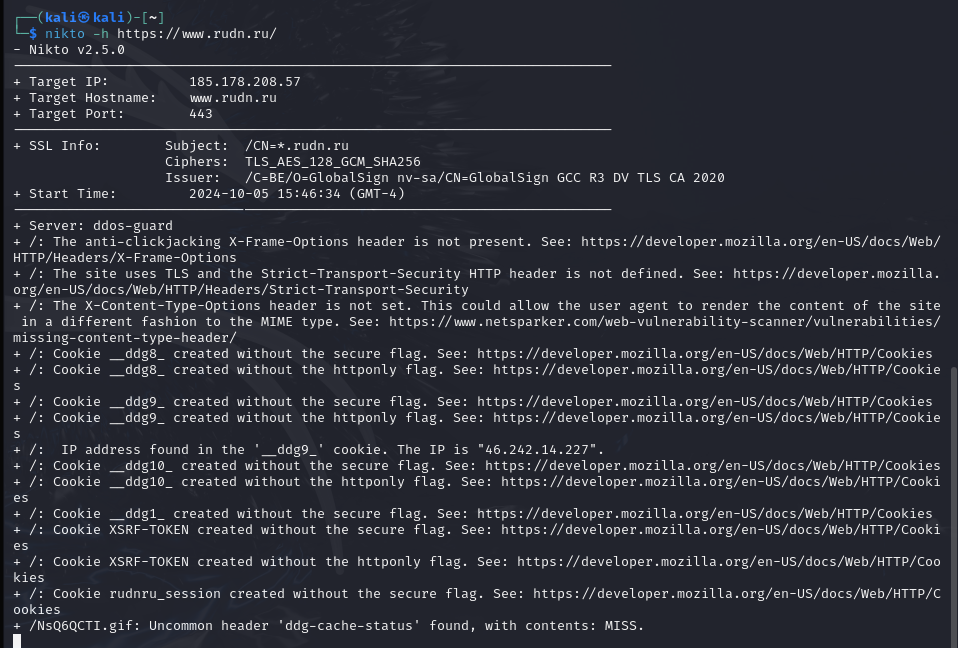 ┌──(kali㉿kali)-[~]
└─$ nikto -h https://www.rudn.ru/
- Nikto v2.5.0
---------------------------------------------------------------------------
+ Target IP:          185.178.208.57
+ Target Hostname:    www.rudn.ru
+ Target Port:        443
---------------------------------------------------------------------------
+ SSL Info:        Subject:  /CN=*.rudn.ru
                   Ciphers:  TLS_AES_128_GCM_SHA256
                   Issuer:   /C=BE/O=GlobalSign nv-sa/CN=GlobalSign GCC R3 DV TLS CA 2020
+ Start Time:         2024-10-05 15:46:34 (GMT-4)
---------------------------------------------------------------------------
+ Server: ddos-guard
+ /: The anti-clickjacking X-Frame-Options header is not present. See: https://developer.mozilla.org/en-US/docs/Web/
HTTP/Headers/X-Frame-Options
+ /: The site uses TLS and the Strict-Transport-Security HTTP header is not defined. See: https://developer.mozilla.
org/en-US/docs/Web/HTTP/Headers/Strict-Transport-Security
+ /: The X-Content-Type-Options header is not set. This could allow the user agent to render the content of the site
 in a different fashion to the MIME type. See: https://www.netsparker.com/web-vulnerability-scanner/vulnerabilities/
missing-content-type-header/
+ /: Cookie __ddg8_ created without the secure flag. See: https://developer.mozilla.org/en-US/docs/Web/HTTP/Cookies
+ /: Cookie __ddg8_ created without the httponly flag. See: https://developer.mozilla.org/en-US/docs/Web/HTTP/Cookie
s
+ /: Cookie __ddg9_ created without the secure flag. See: https://developer.mozilla.org/en-US/docs/Web/HTTP/Cookies
+ /: Cookie __ddg9_ created without the httponly flag. See: https://developer.mozilla.org/en-US/docs/Web/HTTP/Cookie
s
+ /:  IP address found in the '__ddg9_' cookie. The IP is "46.242.14.227".
+ /: Cookie __ddg10_ created without the secure flag. See: https://developer.mozilla.org/en-US/docs/Web/HTTP/Cookies
+ /: Cookie __ddg10_ created without the httponly flag. See: https://developer.mozilla.org/en-US/docs/Web/HTTP/Cooki
es
+ /: Cookie __ddg1_ created without the secure flag. See: https://developer.mozilla.org/en-US/docs/Web/HTTP/Cookies
+ /: Cookie XSRF-TOKEN created without the secure flag. See: https://developer.mozilla.org/en-US/docs/Web/HTTP/Cooki
es
+ /: Cookie XSRF-TOKEN created without the httponly flag. See: https://developer.mozilla.org/en-US/docs/Web/HTTP/Coo
kies
+ /: Cookie rudnru_session created without the secure flag. See: https://developer.mozilla.org/en-US/docs/Web/HTTP/C
ookies
+ /NsQ6QCTI.gif: Uncommon header 'ddg-cache-status' found, with contents: MISS.